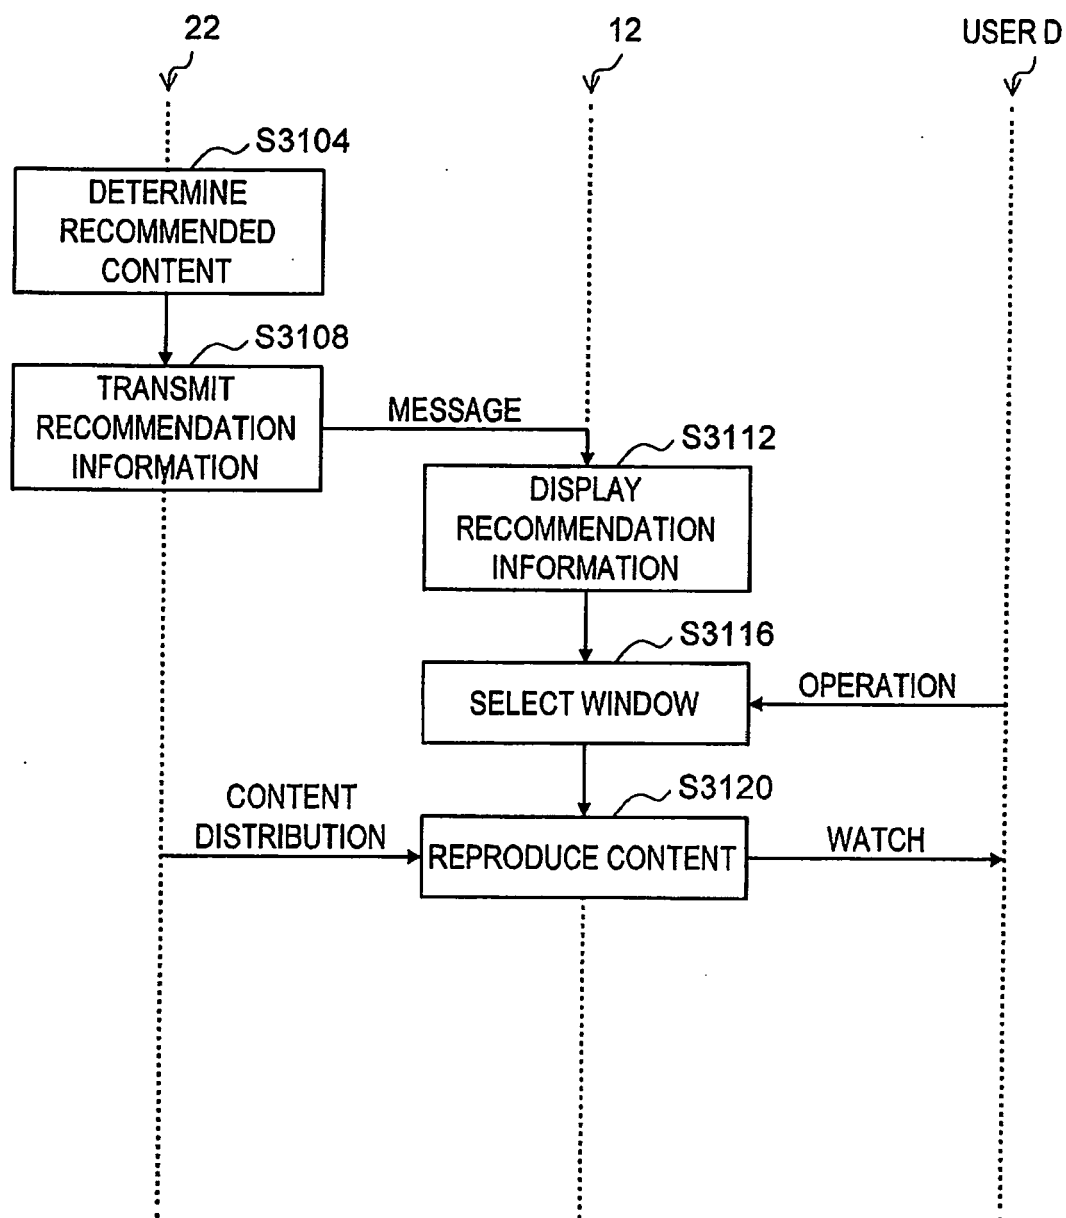 22
12
USER D
S3104
DETERMINE
RECOMMENDED
CONTENT
S3108
TRANSMIT
RECOMMENDATION
INFORMATION
MESSAGE
S3112
DISPLAY
RECOMMENDATION
INFORMATION
S3116
SELECT WINDOW
OPERATION
S3120
CONTENT
DISTRIBUTION
REPRODUCE CONTENT
WATCH